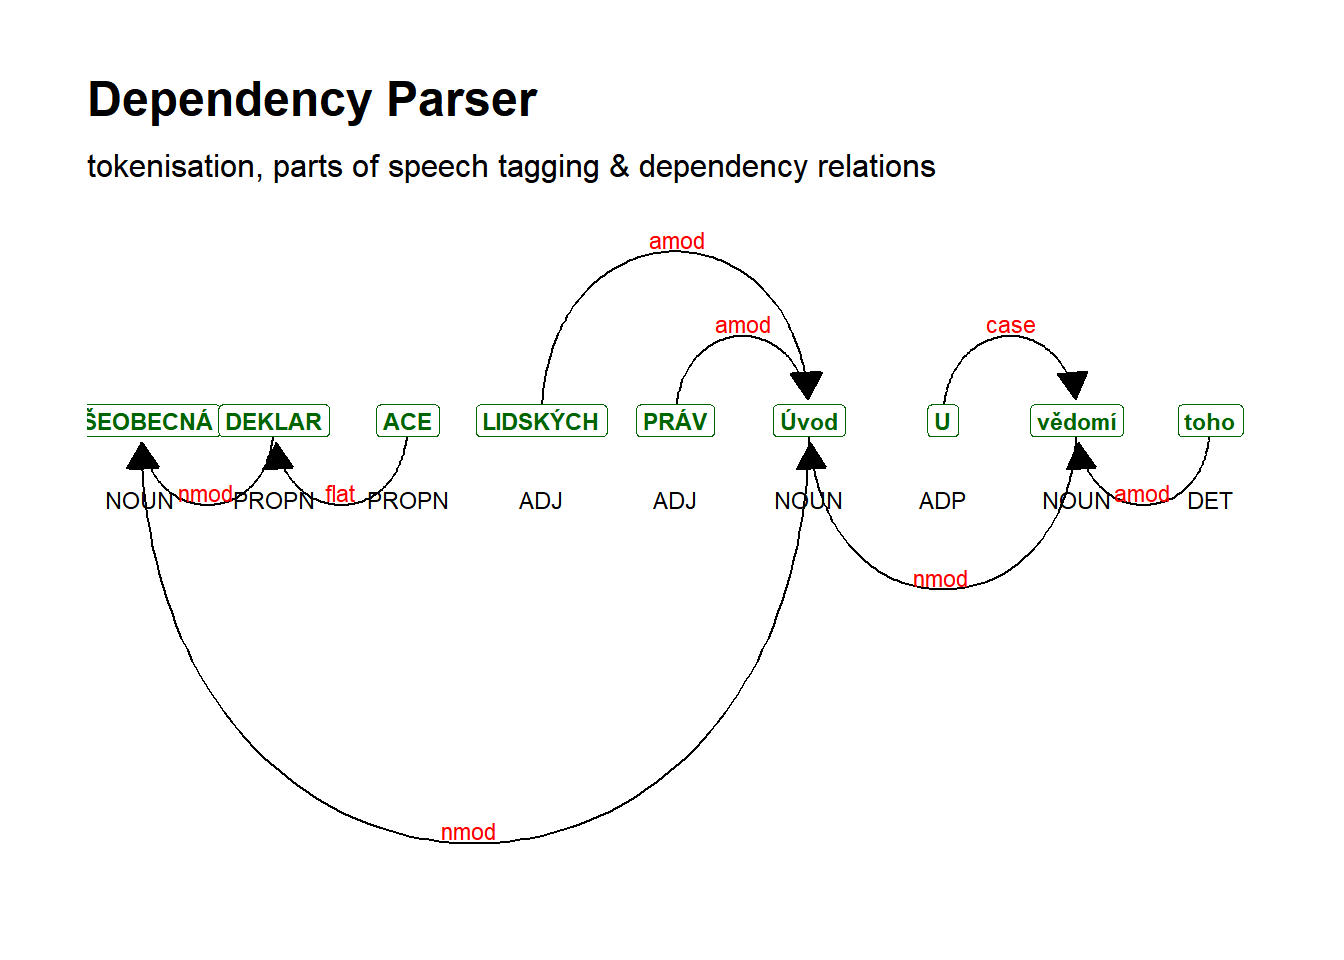 Dependency Parser
tokenisation, parts of speech tagging & dependency relations
amod
amod case
ŠEOBECNÁ DEKLAR ACE LIDSKÝCH PRÁV Úvod U vědomí toho
nmod flat amod
NOUN PROPN PROPN ADJ ADJ NOUN ADP NOUN DET
nmod
nmod